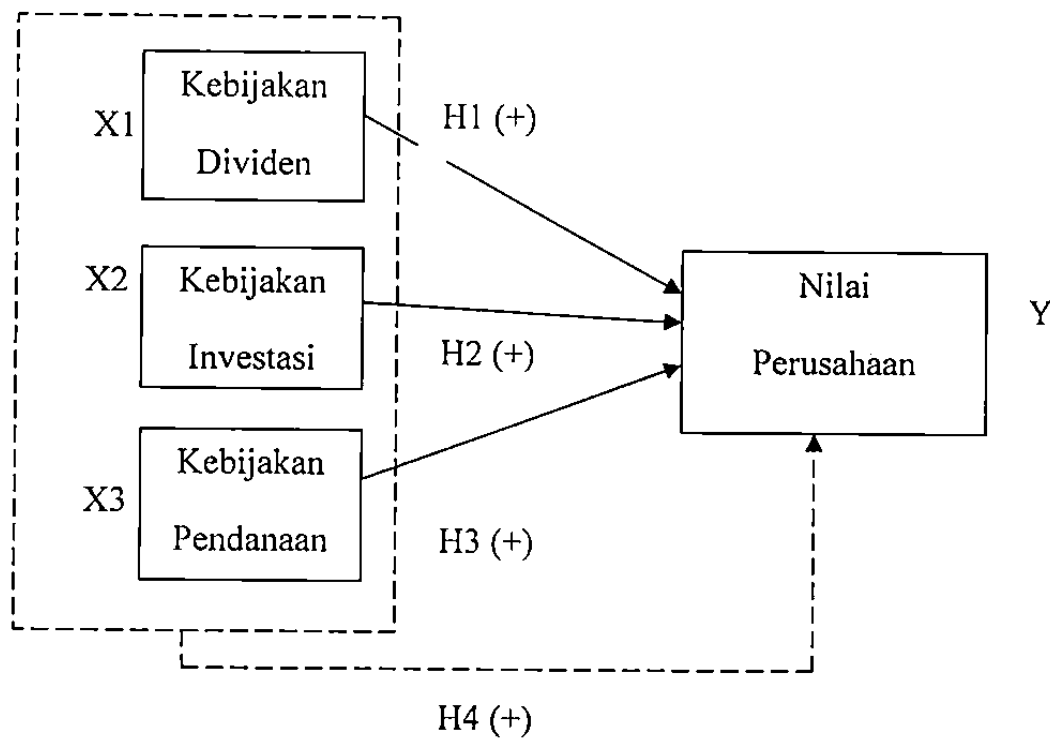 X1
Kebijakan
Dividen
H1 (+)
X2
Kebijakan
Investasi
H2 (+)
X3
Kebijakan
Pendanaan
H3 (+)
Nilai
Perusahaan
Y
H4 (+)